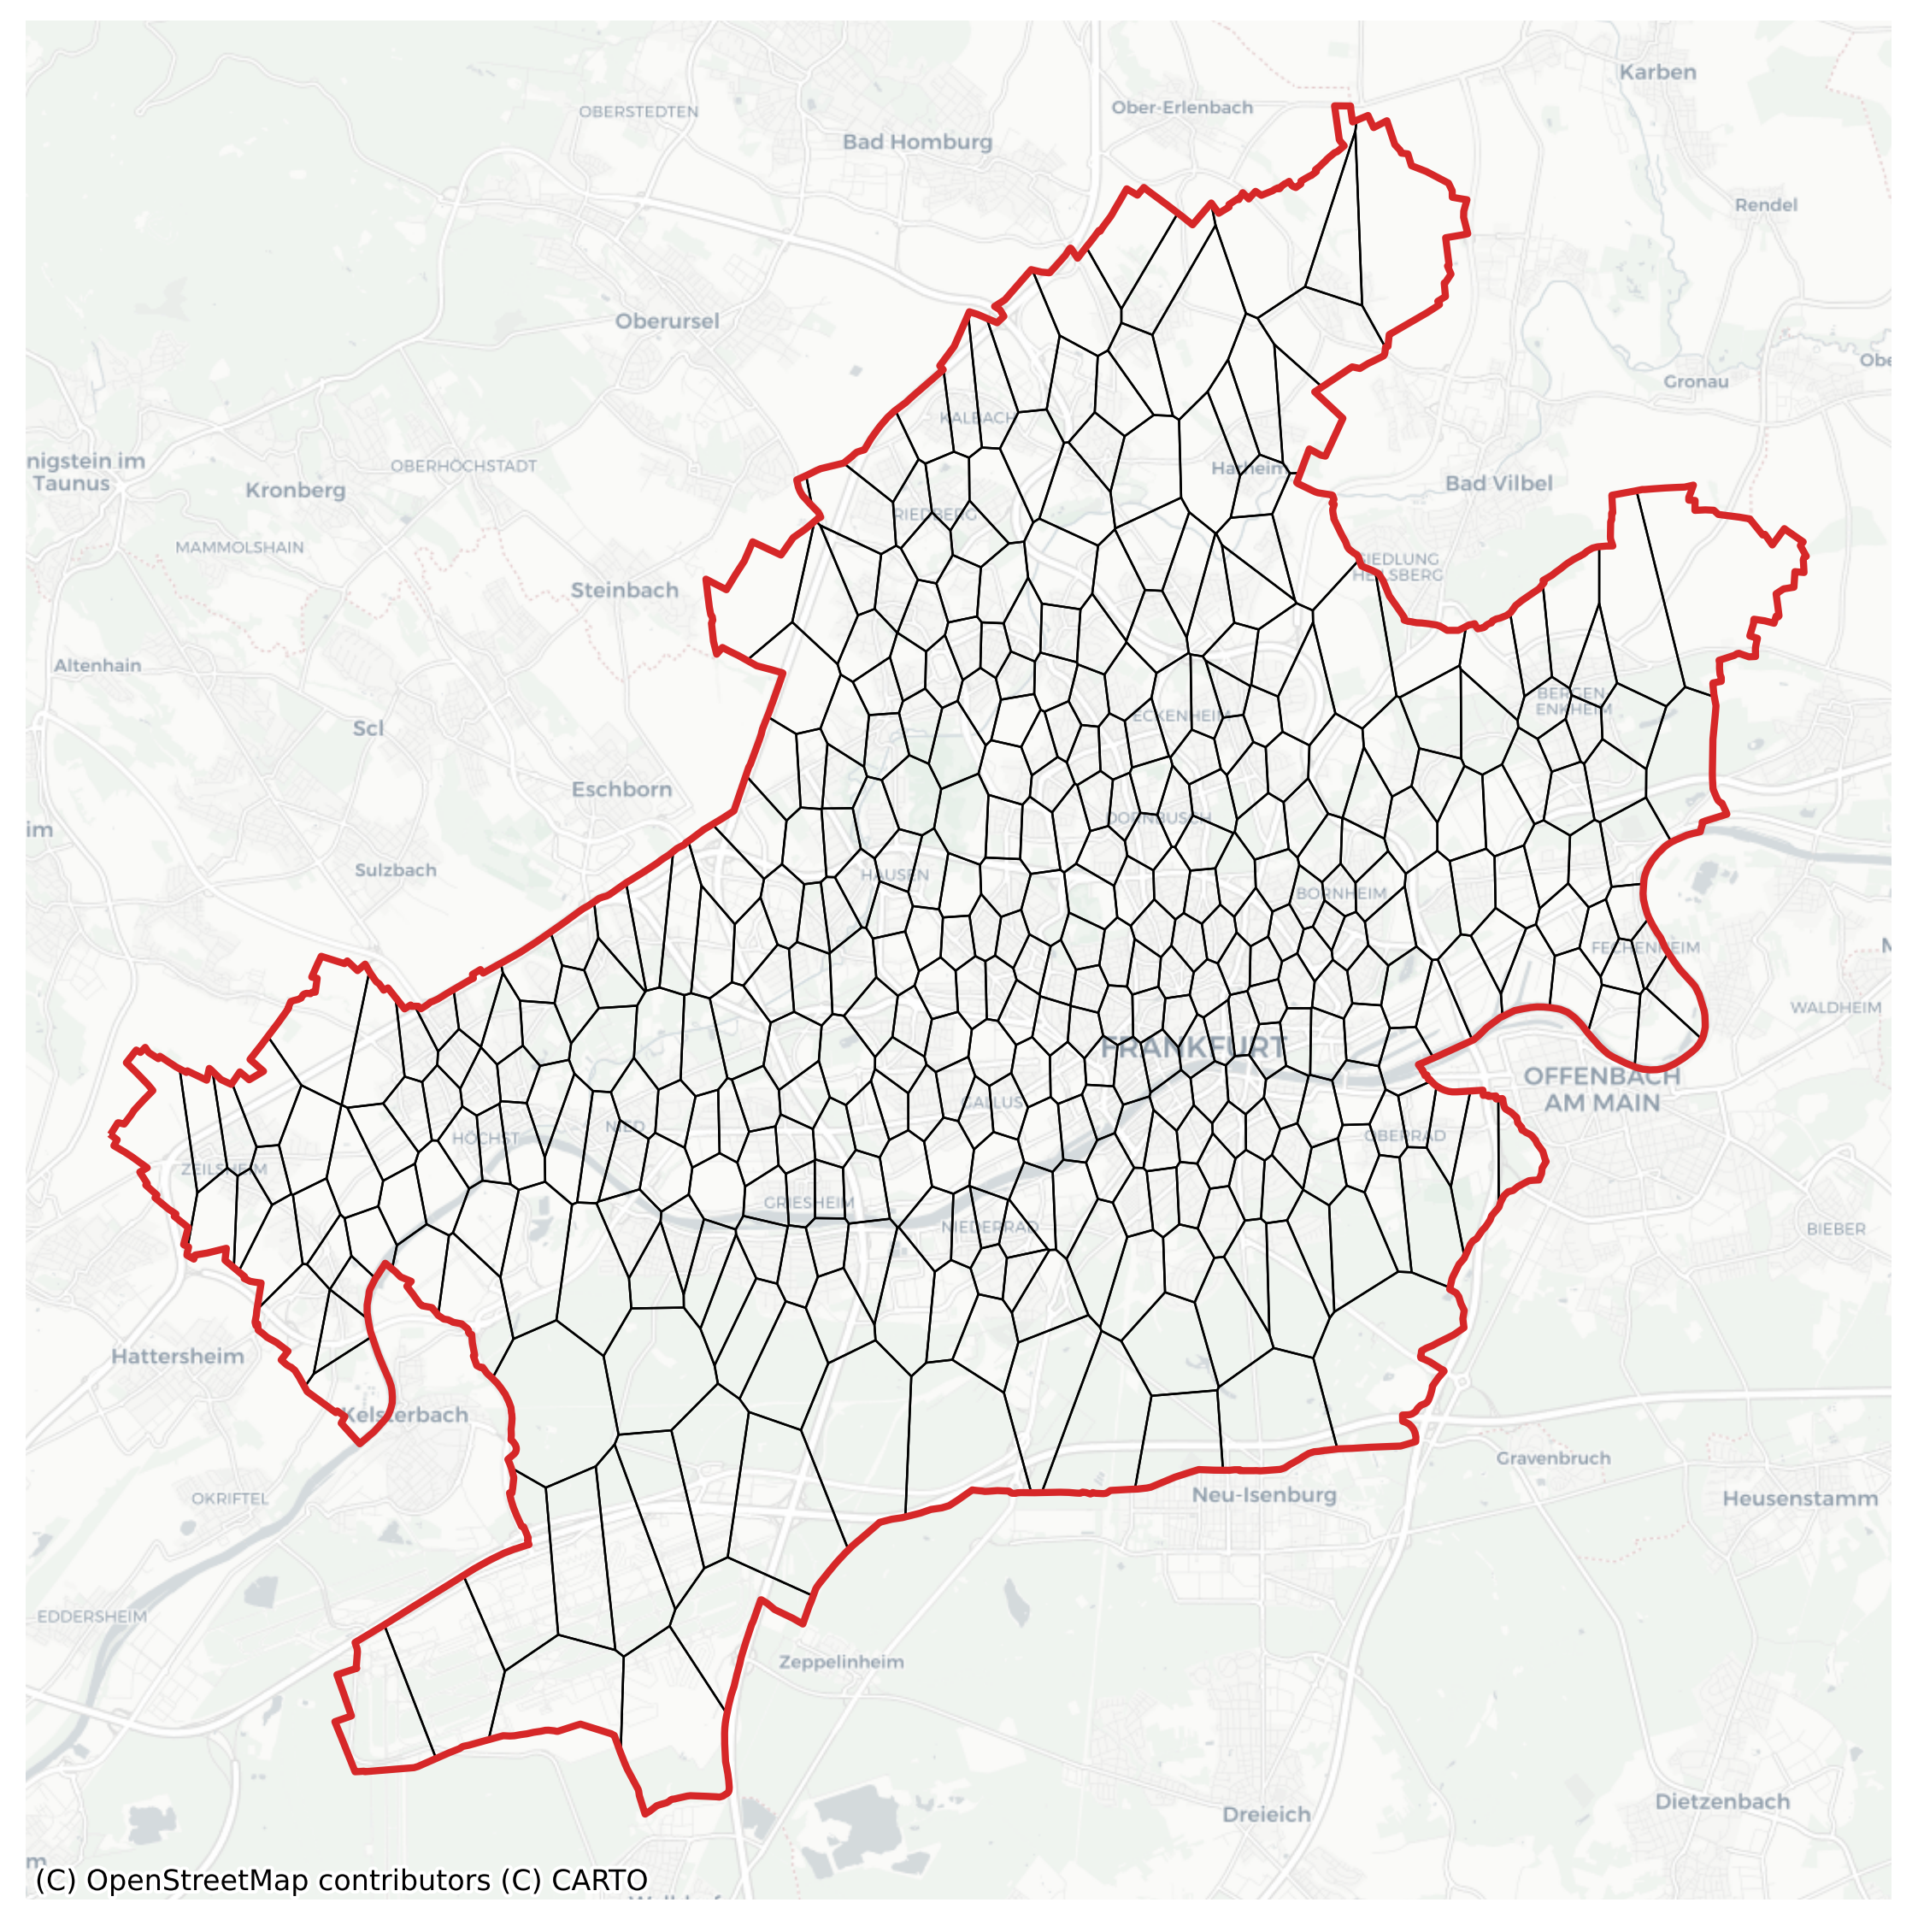 Karben
OBERSTEDTEN
Ober-Erlenbach
Bad Homburg
Rendel
Oberursel
Gronau
KALBACH
nigstein im
Taunus
OBERHÖCHSTADT
Harheim
Kronberg
Bad Vilbel
RIEDBERG
MAMMOLSHAIN
SIEDLUNG
HEILSBERG
Steinbach
Altenhain
BERGEN
ENKHEIM
Scl
ECKENHEIM
Eschborn
DORNBUSCH
im
Sulzbach
HAUSEN
BORNHEIM
FECHENHEIM
WALDHEIM
FRANKFURT
OFFENBACH
AM MAIN
GALLUS
HÖCHST
NIED
OBERRAD
ZEILSHEIM
GRIESHEIM
NIEDERRAD
BIEBER
Hattersheim
Kelsterbach
Gravenbruch
OKRIFTEL
Neu-Isenburg
Heusenstamm
EDDERSHEIM
Zeppelinheim
Dietzenbach
Dreieich
(C) OpenStreetMap contributors (C) CARTO